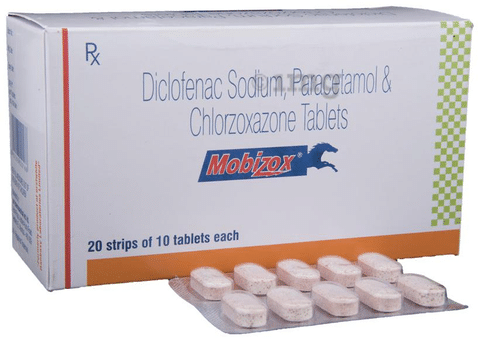 Rx
Diclofenac Sodium, Paracetamol &
Chlorzoxazone Tablets
Mobizox®
20 strips of 10 tablets each